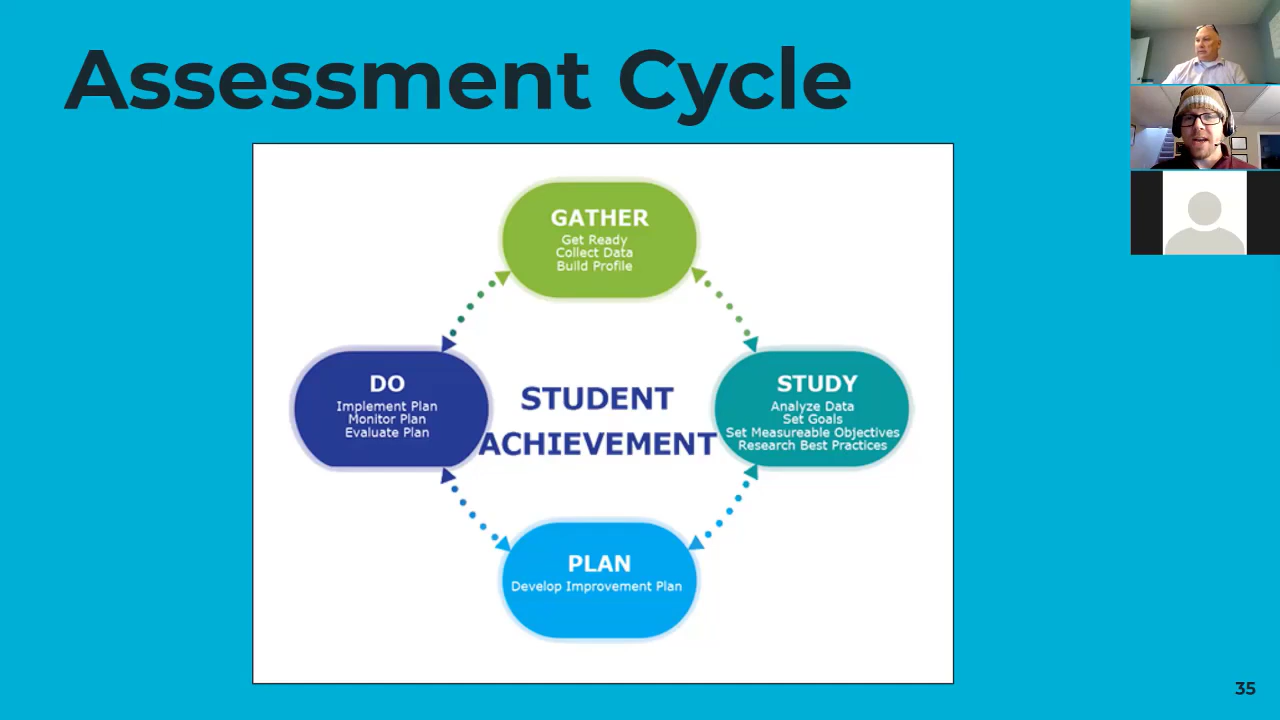 Assessment Cycle
GATHER
Get Ready
Collect Data
Build Profile
DO
Implement Plan
Monitor Plan
Evaluate Plan
STUDENT
ACHIEVEMENT
STUDY
Analyze Data
Set Goals
Set Measureable Objectives
Research Best Practices
PLAN
Develop Improvement Plan
35